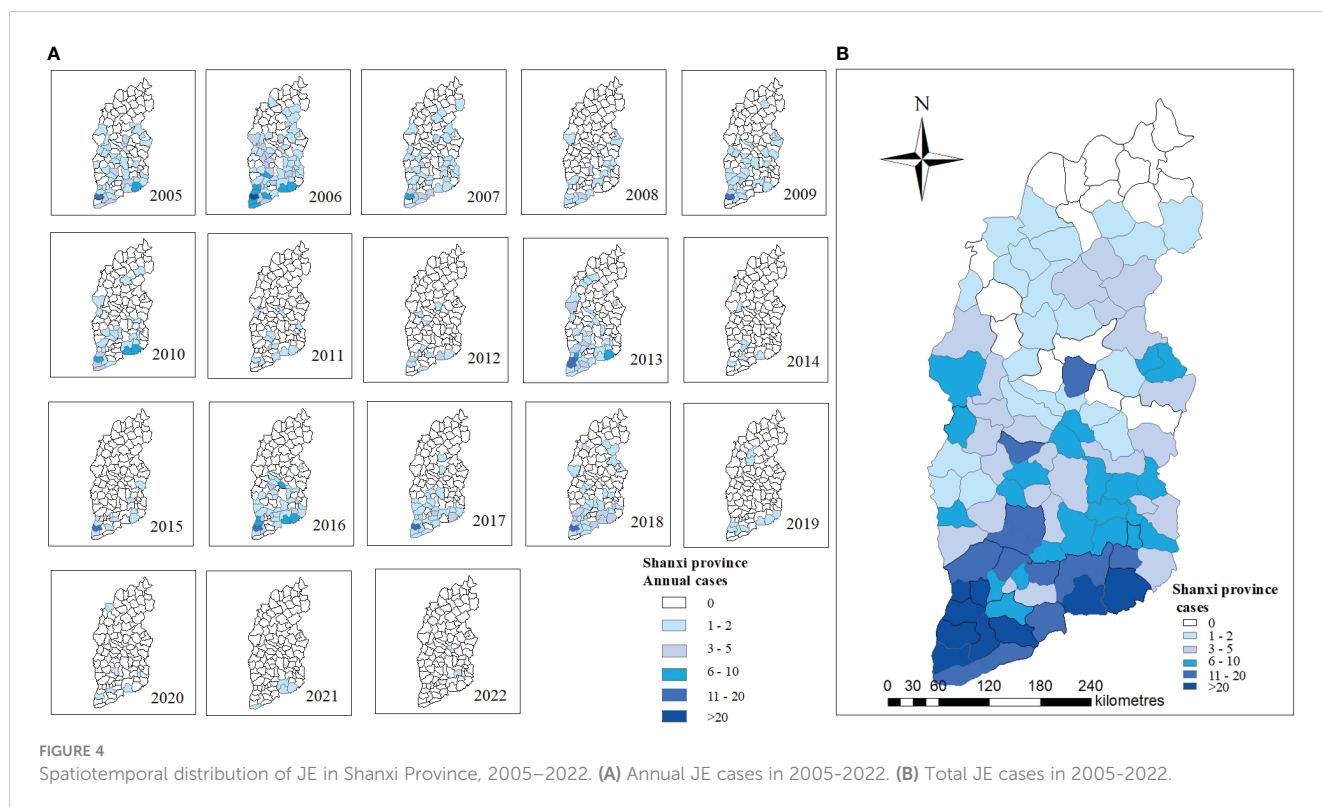 A
B
2005
2006
2007
2008
2009
2010
2011
2012
2013
2014
2015
2016
2017
2018
2019
2020
2021
2022
Shanxi province
Annual cases
0
1 - 2
3 - 5
6 - 10
11 - 20
>20
N
Shanxi province
cases
0
1 - 2
3 - 5
6 - 10
11 - 20
>20
0 30 60 120 180 240
kilometres
FIGURE 4
Spatiotemporal distribution of JE in Shanxi Province, 2005–2022. (A) Annual JE cases in 2005-2022. (B) Total JE cases in 2005-2022.